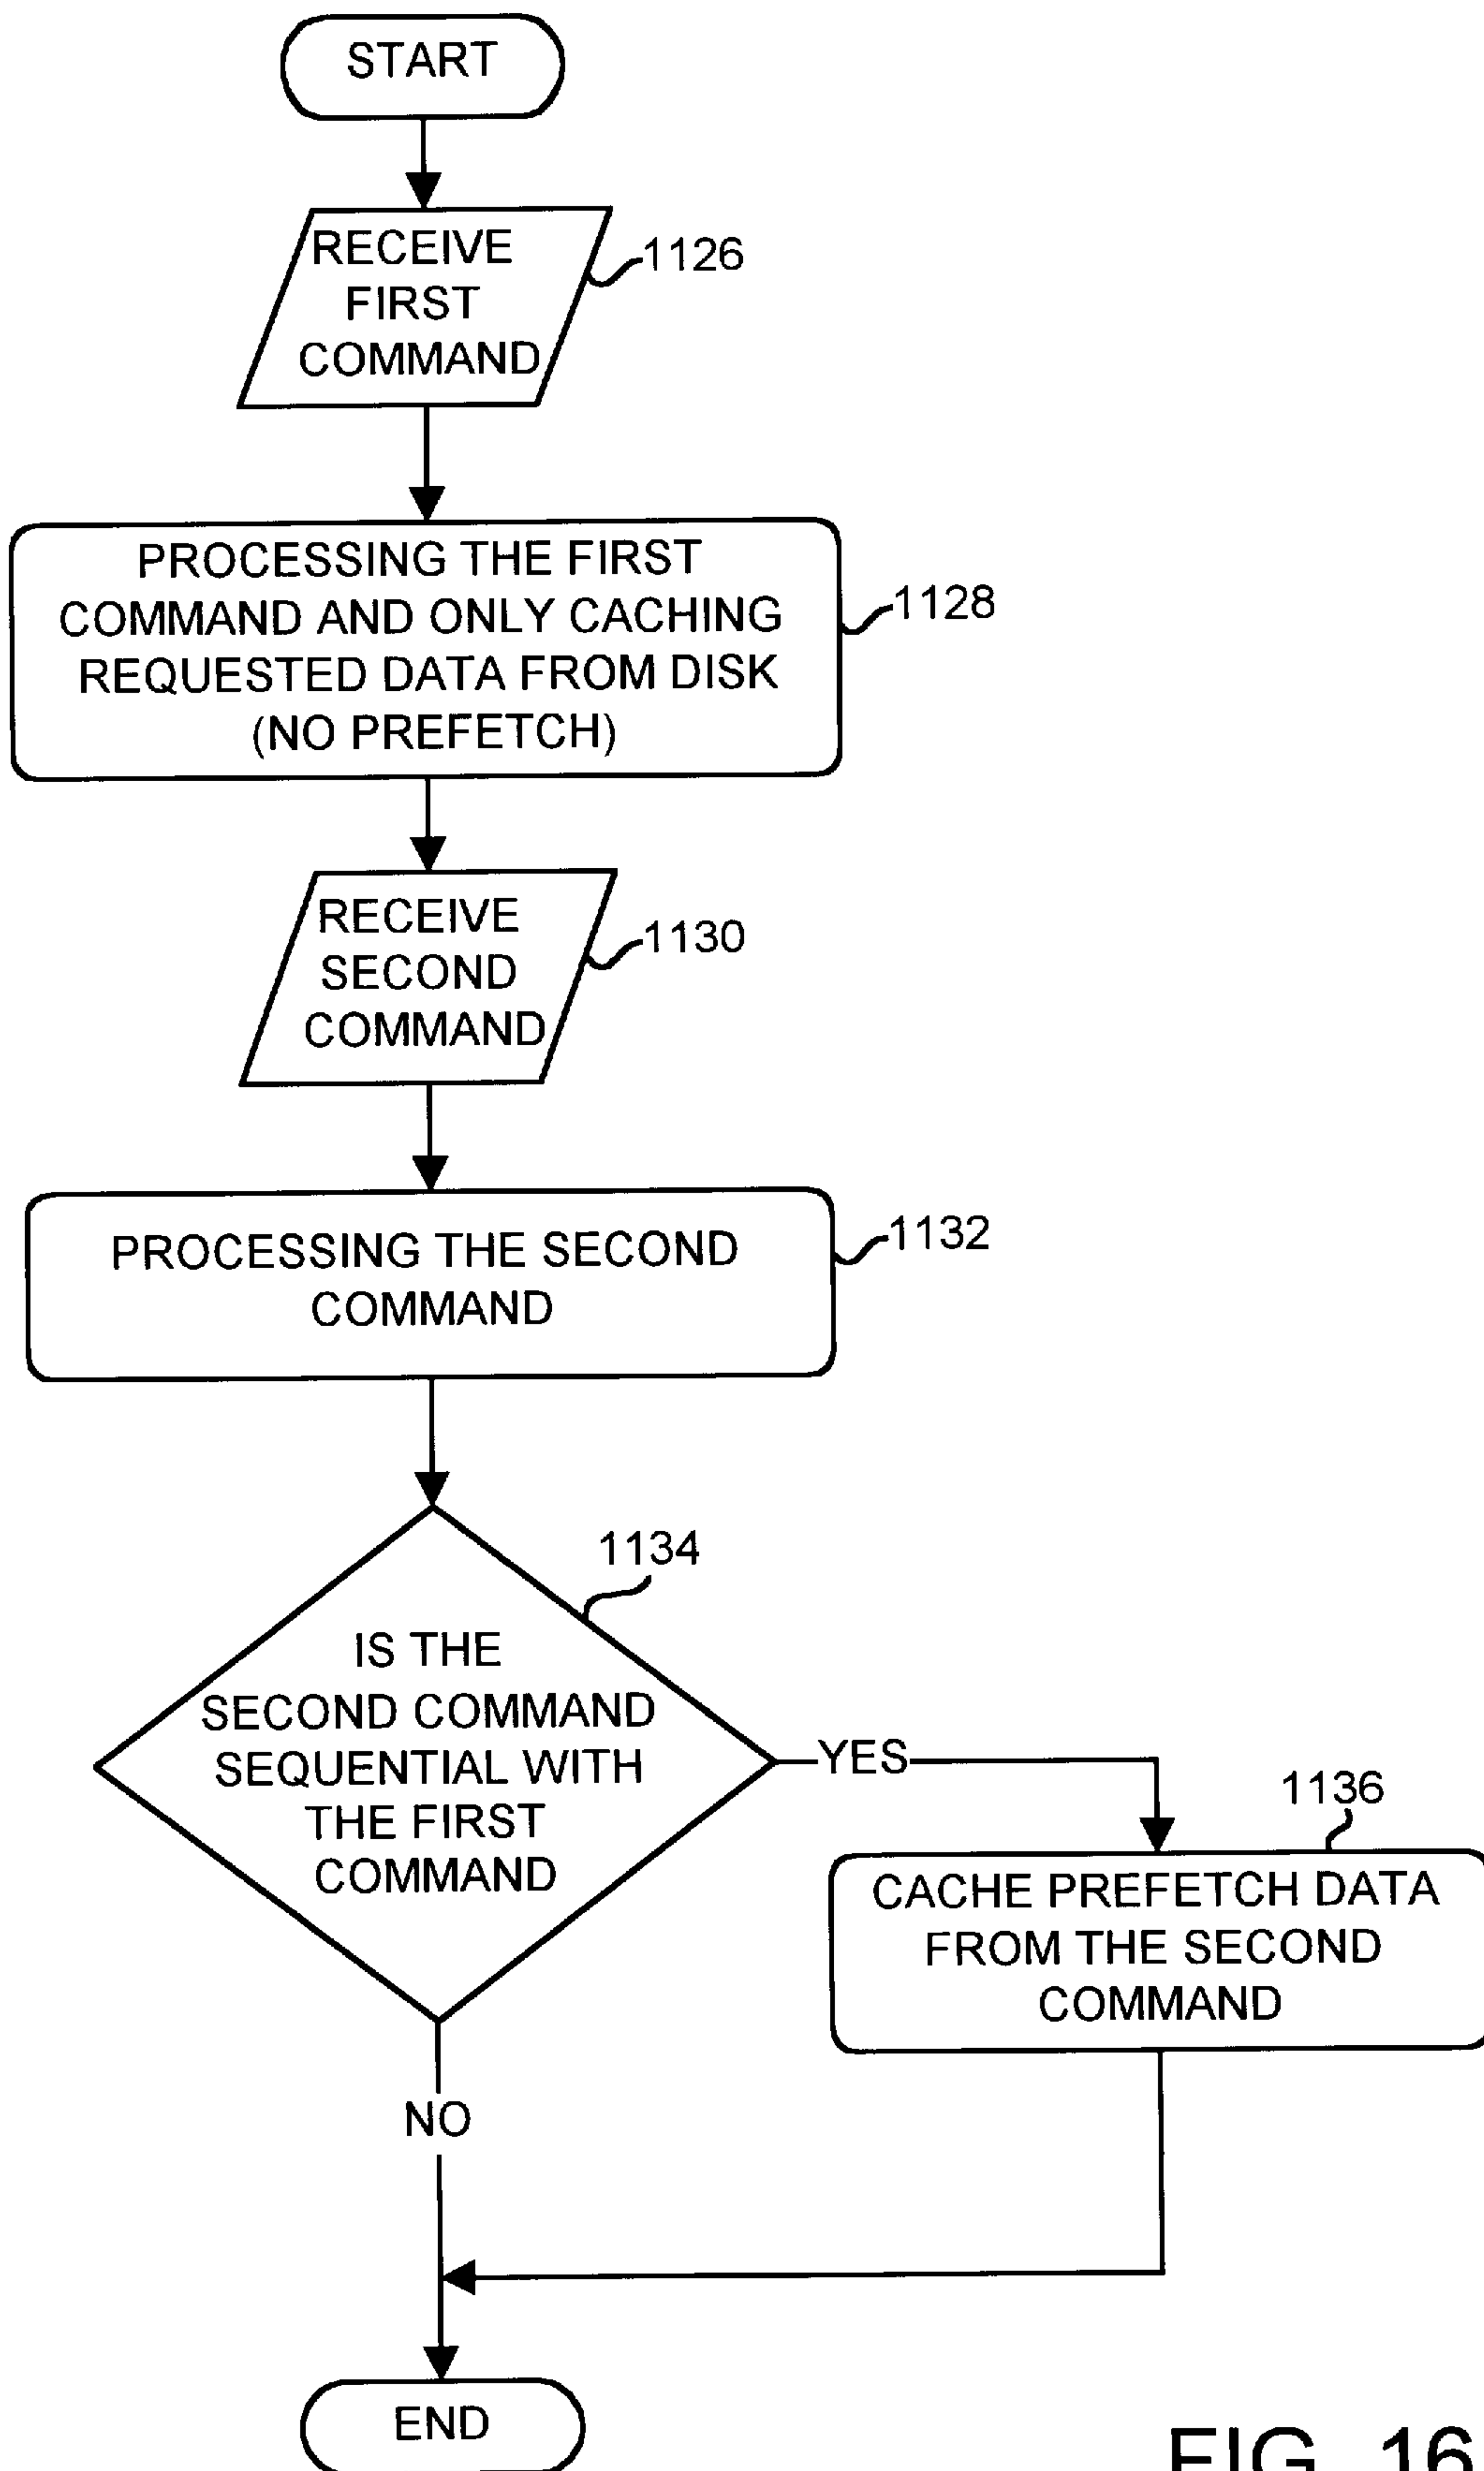 START
RECEIVE
FIRST
COMMAND
1126
PROCESSING THE FIRST
COMMAND AND ONLY CACHING
REQUESTED DATA FROM DISK
(NO PREFETCH)
1128
RECEIVE
SECOND
COMMAND
1130
PROCESSING THE SECOND
COMMAND
1132
1134
IS THE
SECOND COMMAND
SEQUENTIAL WITH
THE FIRST
COMMAND
YES
1136
CACHE PREFETCH DATA
FROM THE SECOND
COMMAND
NO
END
FIG. 16